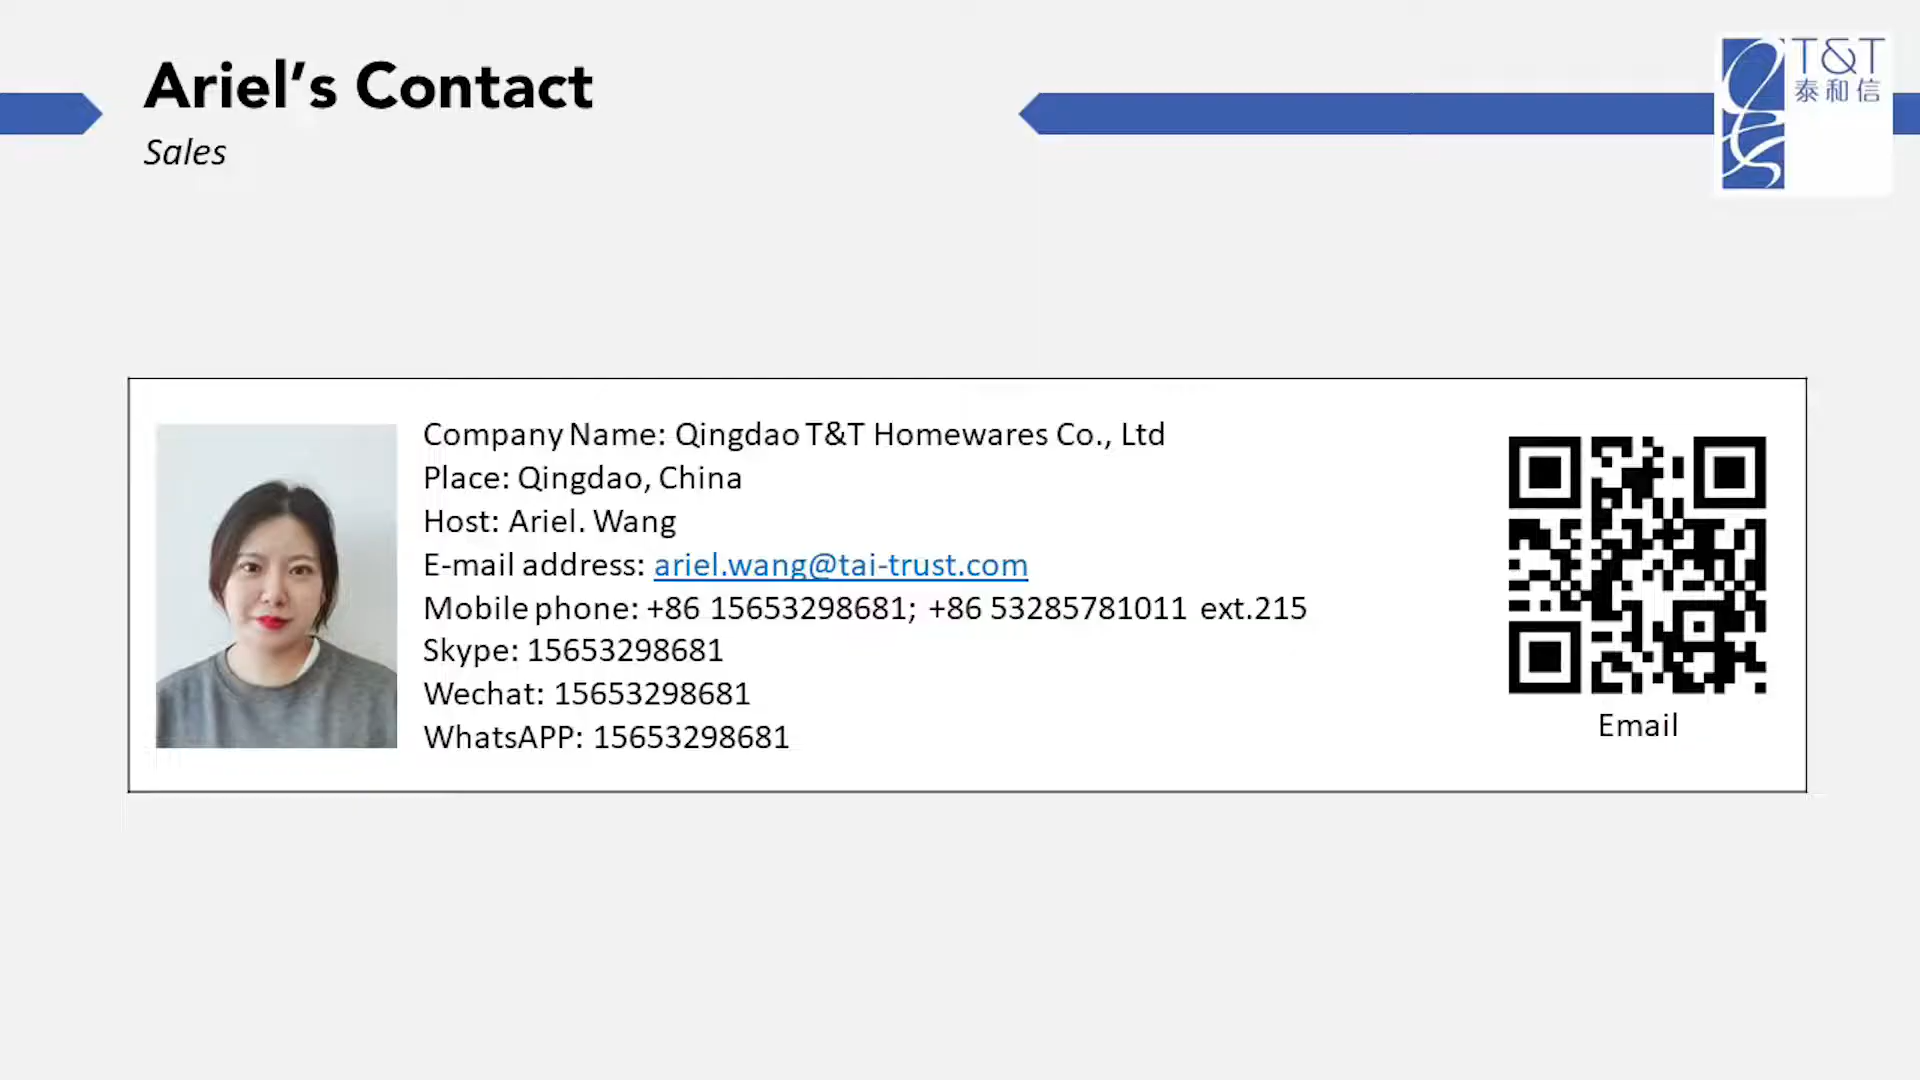 Ariel’s Contact
Sales
T&T
泰和信
Company Name: Qingdao T&T Homewares Co., Ltd
Place: Qingdao, China
Host: Ariel. Wang
E-mail address: ariel.wang@tai-trust.com
Mobile phone: +86 15653298681; +86 53285781011 ext.215
Skype: 15653298681
Wechat: 15653298681
WhatsAPP: 15653298681
Email